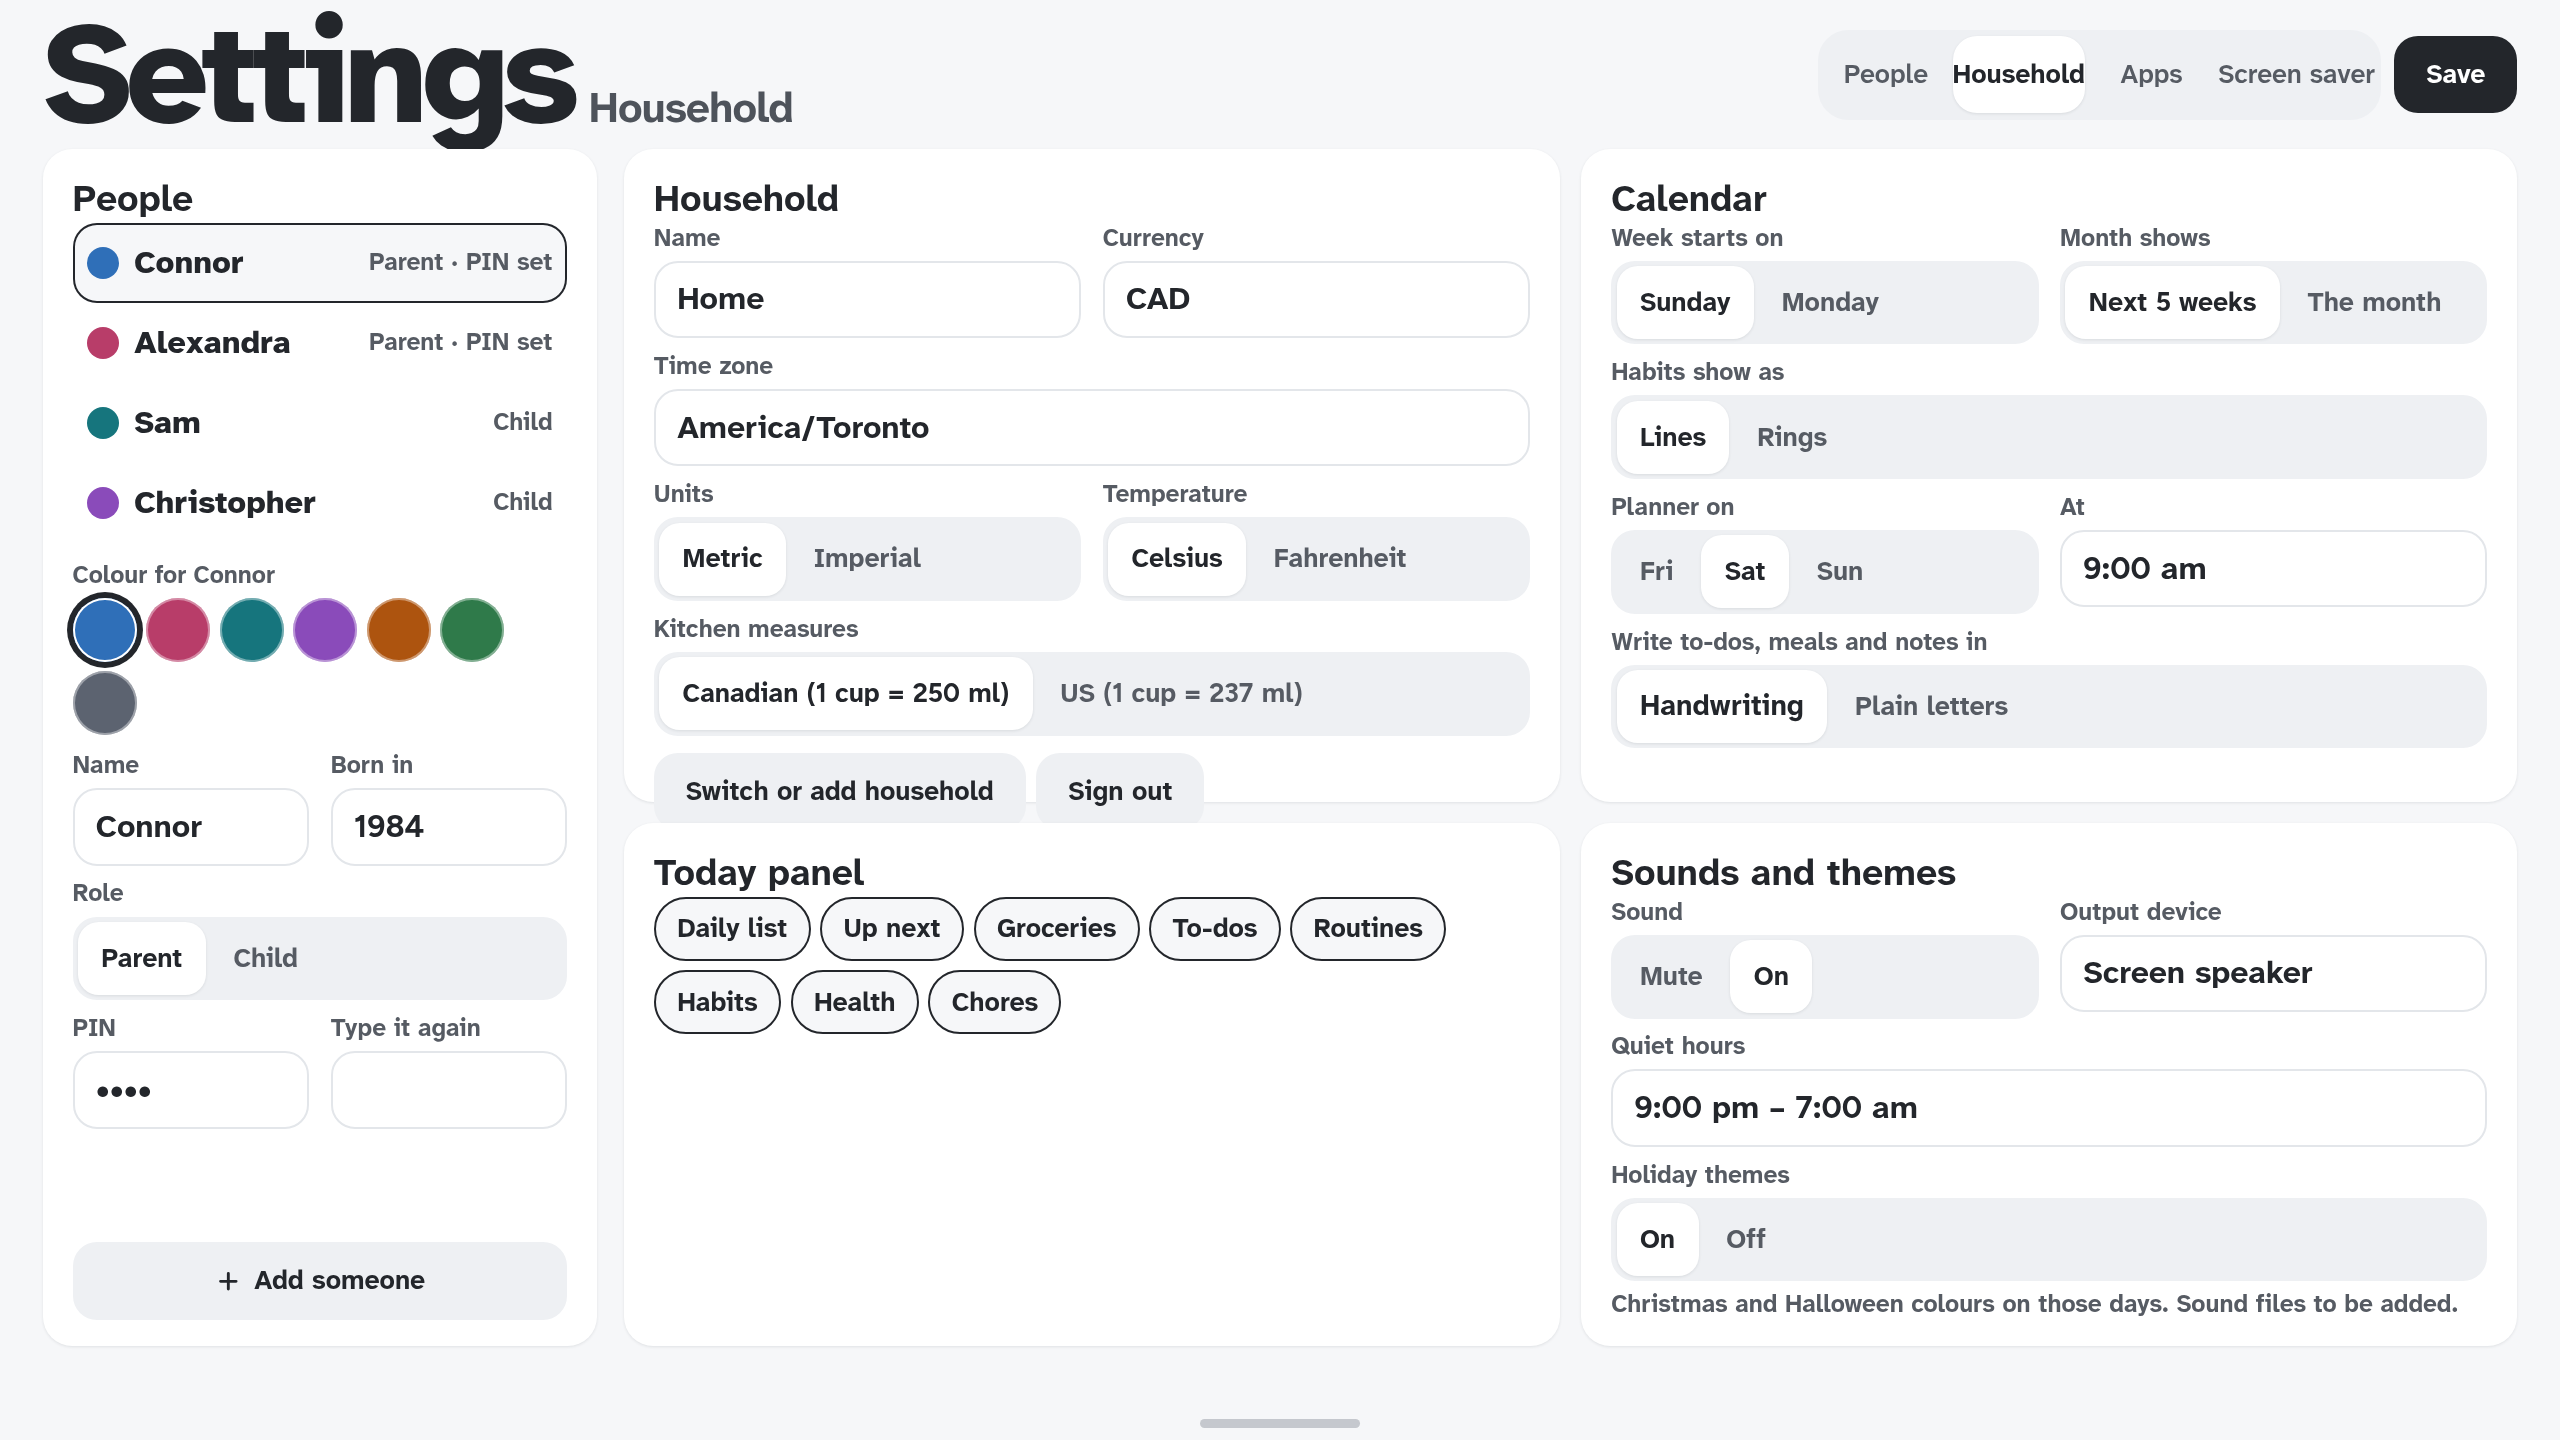 Settings Household
People Household Apps Screen saver Save
People
Connor Parent · PIN set
Alexandra Parent · PIN set
Sam Child
Christopher Child
Colour for Connor
Name Born in
Connor 1984
Role
Parent Child
PIN Type it again
••••
+ Add someone
Household
Name Currency
Home CAD
Time zone
America/Toronto
Units Temperature
Metric Imperial Celsius Fahrenheit
Kitchen measures
Canadian (1 cup = 250 ml) US (1 cup = 237 ml)
Switch or add household Sign out
Calendar
Week starts on Month shows
Sunday Monday Next 5 weeks The month
Habits show as
Lines Rings
Planner on At
Fri Sat Sun 9:00 am
Write to-dos, meals and notes in
Handwriting Plain letters
Today panel
Daily list Up next Groceries To-dos Routines
Habits Health Chores
Sounds and themes
Sound Output device
Mute On Screen speaker
Quiet hours
9:00 pm – 7:00 am
Holiday themes
On Off
Christmas and Halloween colours on those days. Sound files to be added.